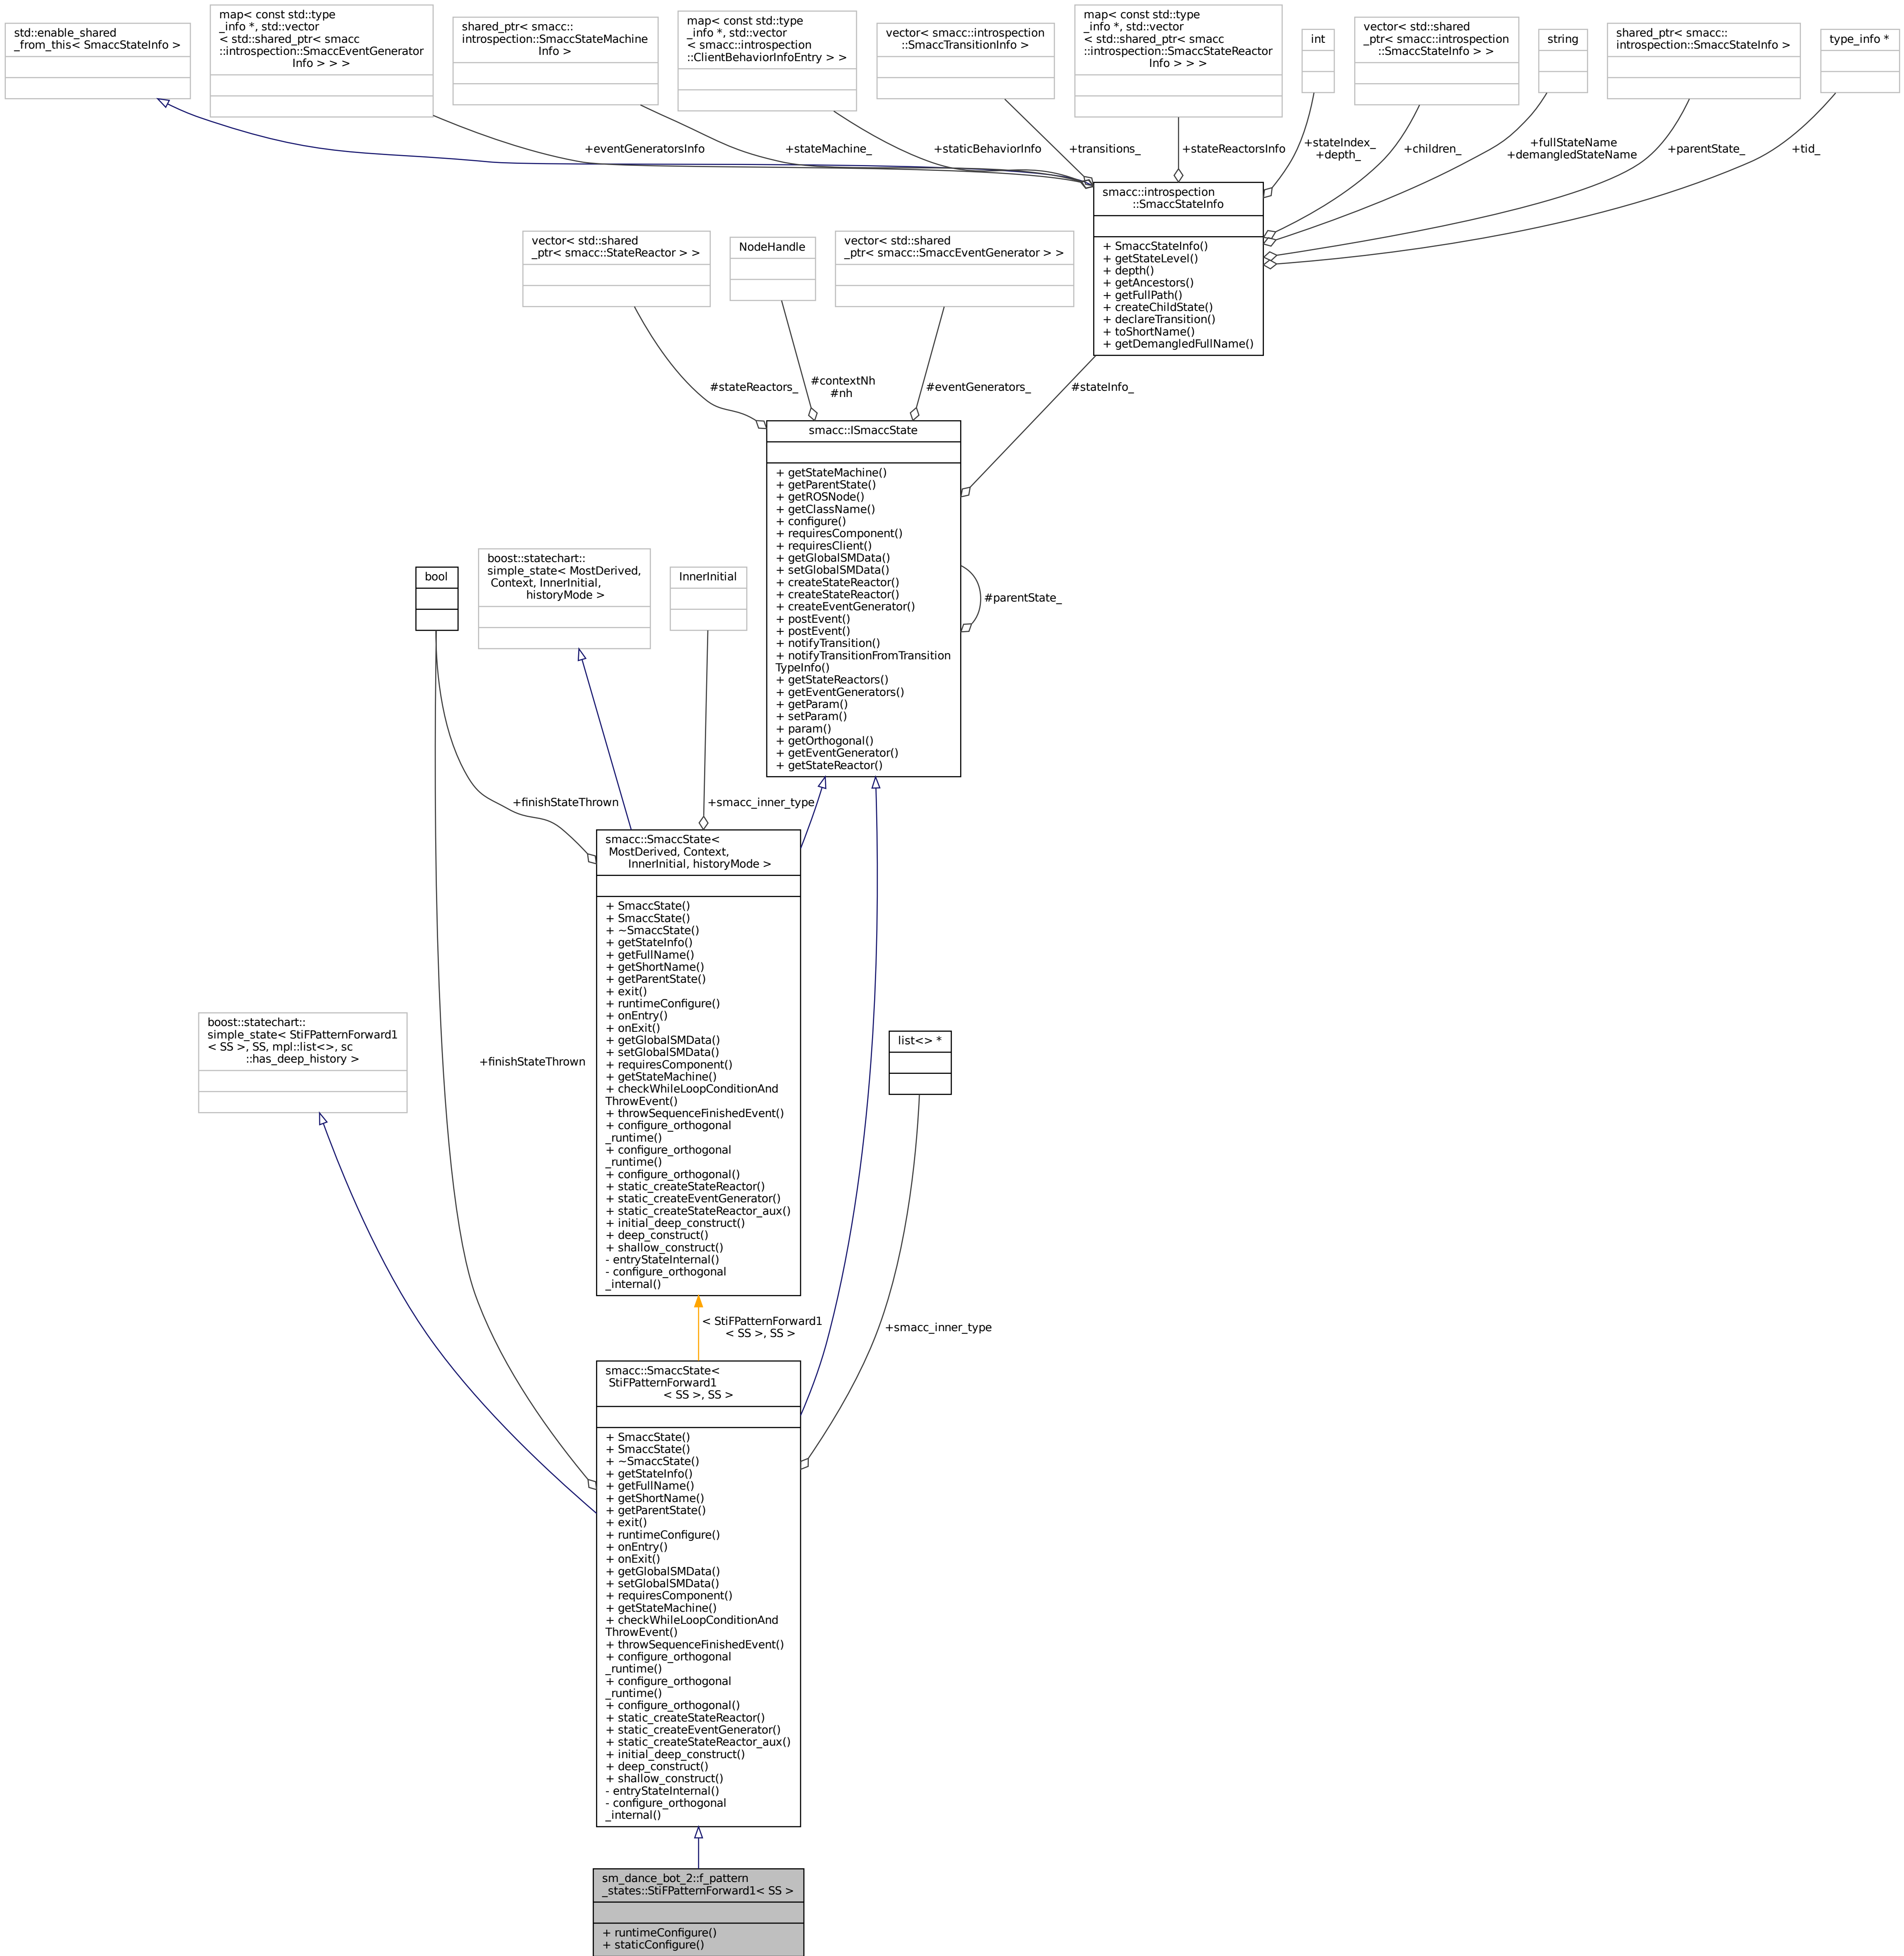 std::enable_shared
_from_this< SmaccStateInfo >
map< const std::type
_info *, std::vector
< std::shared_ptr< smacc
::introspection::SmaccEventGenerator
Info > > >
shared_ptr< smacc::
introspection::SmaccStateMachine
Info >
map< const std::type
_info *, std::vector
< smacc::introspection
::ClientBehaviorInfoEntry > >
vector< smacc::introspection
::SmaccTransitionInfo >
map< const std::type
_info *, std::vector
< std::shared_ptr< smacc
::introspection::SmaccStateReactor
Info > > >
int
vector< std::shared
_ptr< smacc::introspection
::SmaccStateInfo > >
string
shared_ptr< smacc::
introspection::SmaccStateInfo >
type_info *
+eventGeneratorsInfo
+stateMachine_
+staticBehaviorInfo
+transitions_
+stateReactorsInfo
+stateIndex_
+depth_
+children_
+fullStateName
+demangledStateName
+parentState_
+tid_
smacc::introspection
::SmaccStateInfo
+ SmaccStateInfo()
+ getStateLevel()
+ depth()
+ getAncestors()
+ getFullPath()
+ createChildState()
+ declareTransition()
+ toShortName()
+ getDemangledFullName()
vector< std::shared
_ptr< smacc::StateReactor > >
NodeHandle
vector< std::shared
_ptr< smacc::SmaccEventGenerator > >
#stateReactors_
#contextNh
#nh
#eventGenerators_
#stateInfo_
smacc::ISmaccState
+ getStateMachine()
+ getParentState()
+ getROSNode()
+ getClassName()
+ configure()
+ requiresComponent()
+ requiresClient()
+ getGlobalSMData()
+ setGlobalSMData()
+ createStateReactor()
+ createStateReactor()
+ createEventGenerator()
+ postEvent()
+ postEvent()
+ notifyTransition()
+ notifyTransitionFromTransition
TypeInfo()
+ getStateReactors()
+ getEventGenerators()
+ getParam()
+ setParam()
+ param()
+ getOrthogonal()
+ getEventGenerator()
+ getStateReactor()
#parentState_
bool
boost::statechart::
simple_state< MostDerived,
Context, InnerInitial,
historyMode >
InnerInitial
+finishStateThrown
+smacc_inner_type
smacc::SmaccState<
MostDerived, Context,
InnerInitial, historyMode >
+ SmaccState()
+ SmaccState()
+ ~SmaccState()
+ getStateInfo()
+ getFullName()
+ getShortName()
+ getParentState()
+ exit()
+ runtimeConfigure()
+ onEntry()
+ onExit()
+ getGlobalSMData()
+ setGlobalSMData()
+ requiresComponent()
+ getStateMachine()
+ checkWhileLoopConditionAnd
ThrowEvent()
+ throwSequenceFinishedEvent()
+ configure_orthogonal
_runtime()
+ configure_orthogonal
_runtime()
+ configure_orthogonal()
+ static_createStateReactor()
+ static_createEventGenerator()
+ static_createStateReactor_aux()
+ initial_deep_construct()
+ deep_construct()
+ shallow_construct()
- entryStateInternal()
- configure_orthogonal
_internal()
boost::statechart::
simple_state< StiFPatternForward1
< SS >, SS, mpl::list<>, sc
::has_deep_history >
+finishStateThrown
list<> *
< StiFPatternForward1
< SS >, SS >
+smacc_inner_type
smacc::SmaccState<
StiFPatternForward1
< SS >, SS >
+ SmaccState()
+ SmaccState()
+ ~SmaccState()
+ getStateInfo()
+ getFullName()
+ getShortName()
+ getParentState()
+ exit()
+ runtimeConfigure()
+ onEntry()
+ onExit()
+ getGlobalSMData()
+ setGlobalSMData()
+ requiresComponent()
+ getStateMachine()
+ checkWhileLoopConditionAnd
ThrowEvent()
+ throwSequenceFinishedEvent()
+ configure_orthogonal
_runtime()
+ configure_orthogonal
_runtime()
+ configure_orthogonal()
+ static_createStateReactor()
+ static_createEventGenerator()
+ static_createStateReactor_aux()
+ initial_deep_construct()
+ deep_construct()
+ shallow_construct()
- entryStateInternal()
- configure_orthogonal
_internal()
sm_dance_bot_2::f_pattern
_states::StiFPatternForward1< SS >
+ runtimeConfigure()
+ staticConfigure()